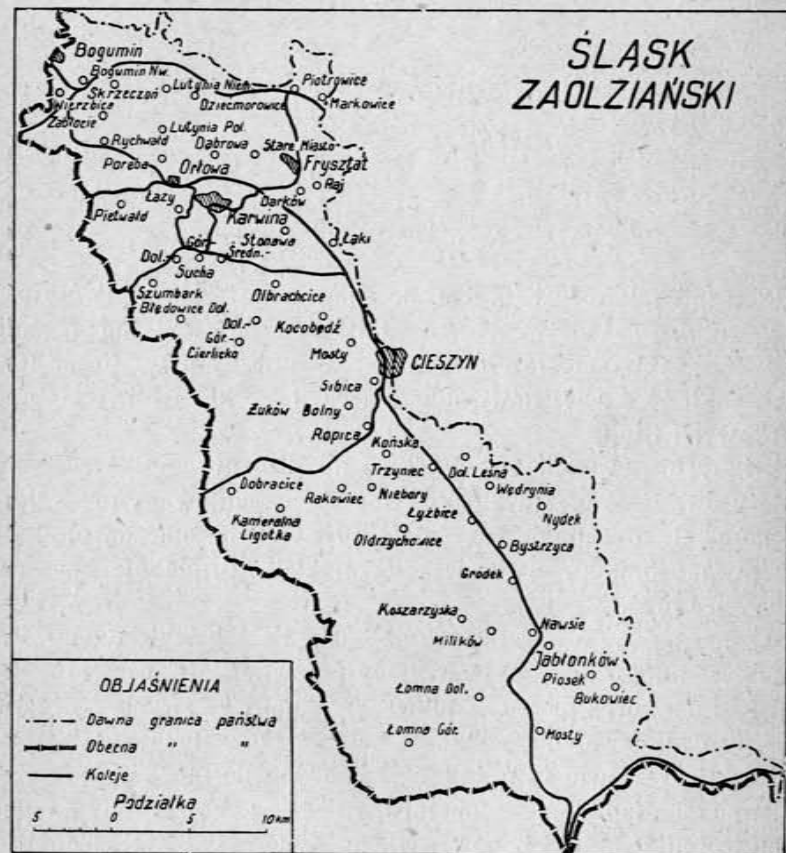 ŚLĄSK
ZAOLZIAŃSKI
Bogumin
Bogumin Nw.
Skrzeczoń
Lutynia Niem.
Dziećmorowice
Piotrowice
Markowice
Wierzbica
Zabłocie
Rychwałd
Lutynia Pol.
Poręba
Dąbrowa
Stare Miasto
Orłowa
Frysztat
Raj
Darków
Łazy
Pietwałd
Karwina
Stonawa
Łąki
Gór.-
Dol.-
Średn.-
Sucha
Szumbark
Błędowice Dol.
Olbrachcice
Dol.-
Kocobędź
Gór.-
Cierlicko
Mosty
CIESZYN
Sibica
Żuków Dolny
Ropica
Końska
Trzyniec
Dol. Leśna
Wędrynia
Dobracice
Rakowiec
Niebory
Nydek
Kameralna
Ligotka
Łyżbice
Oldrzychowice
Bystrzyca
Gródek
Koszarzyska
Milików
Nawsie
Jabłonków
Piosek
Bukowiec
Łomna Dol.
Łomna Gór.
Mosty
OBJAŚNIENIA
Dawna granica państwa
Obecna " "
Koleje
Podziałka
5 0 5 10 km